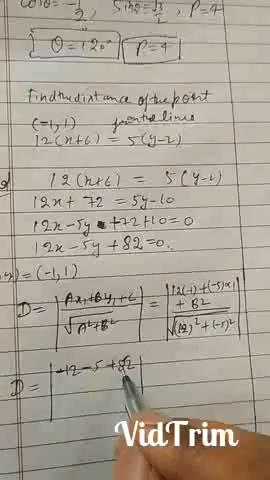 cosθ = -1/2, sinθ = √3/2, P=4
θ = 120° P=4
Find the distance of the point
(-1, 1) from the lines
12(x+6) = 5(y-2)
12(x+6) = 5(y-2)
12x + 72 = 5y-10
12x - 5y + 72+10 = 0
12x - 5y + 82 = 0.
= (-1, 1)
D = |Ax₁+By₁+C / √A²+B²| = |12(-1)+(-5)x1 + 82 / √(12)²+(-5)²|
D = |-12-5+82
VidTrim